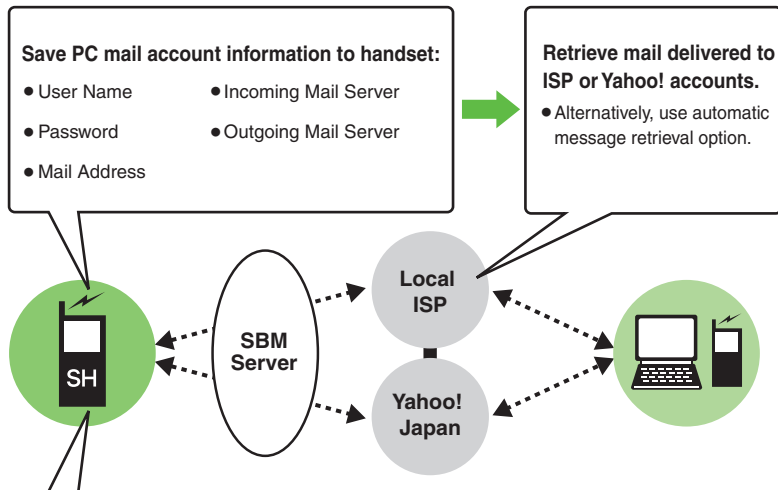 Save PC mail account information to handset:
● User Name
● Password
● Mail Address
● Incoming Mail Server
● Outgoing Mail Server
Retrieve mail delivered to
ISP or Yahoo! accounts.
● Alternatively, use automatic
message retrieval option.
SH
SBM
Server
Local
ISP
Yahoo!
Japan